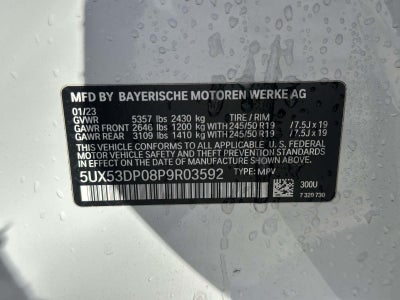 MFD BY BAYERISCHE MOTOREN WERKE AG
01/23
GVWR 5357 lbs 2430 kg TIRE / RIM
GAWR FRONT 2646 lbs 1200 kg WITH 245/50 R19 /7.5J x 19
GAWR REAR 3109 lbs 1410 kg WITH 245/50 R19 /7.5J x 19
THIS VEHICLE CONFORMS TO ALL APPLICABLE U.S. FEDERAL
MOTOR VEHICLE SAFETY STANDARDS IN EFFECT ON THE
DATE OF MANUFACTURE SHOWN ABOVE.
5UX53DP08P9R03592 TYPE: MPV
300U
7 329 730